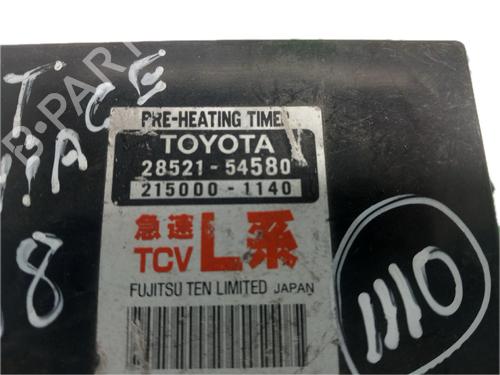 PRE-HEATING TIMER
TOYOTA
28521-54580
215000-1140
急速
TCV L系
FUJITSU TEN LIMITED JAPAN
1110